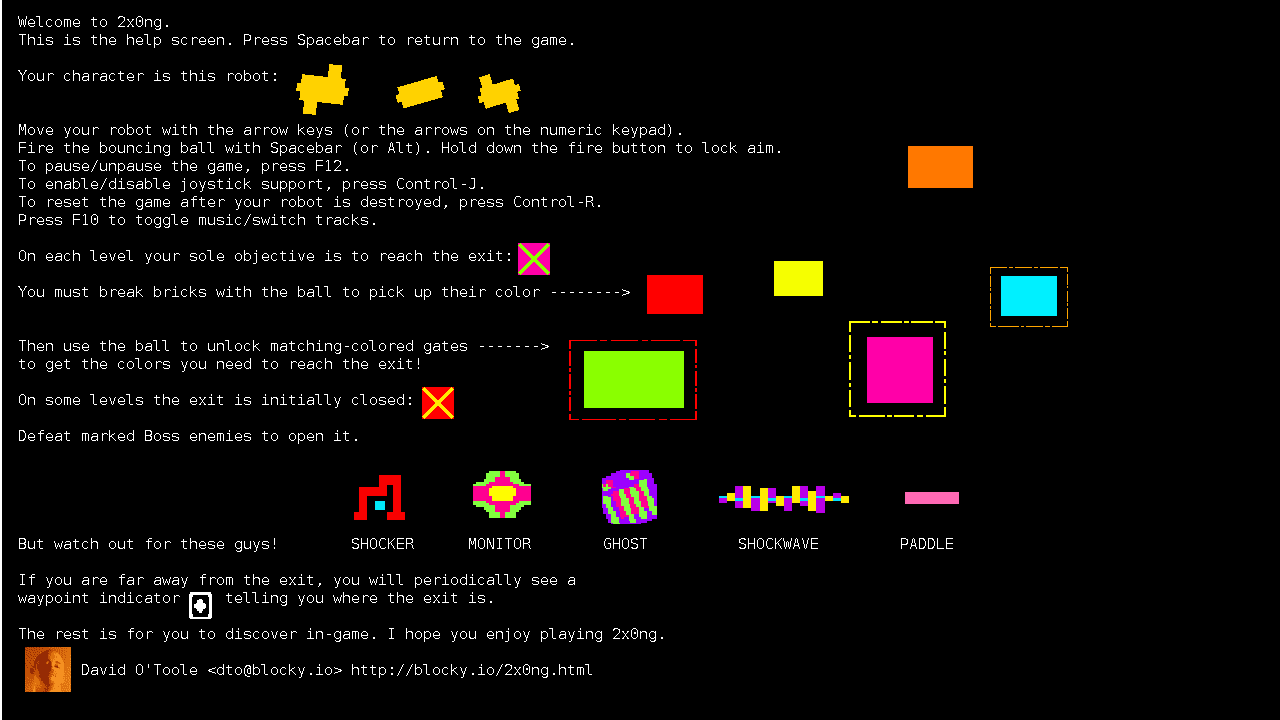 Welcome to 2x0ng.
This is the help screen. Press Spacebar to return to the game.
Your character is this robot:
Move your robot with the arrow keys (or the arrows on the numeric keypad).
Fire the bouncing ball with Spacebar (or Alt). Hold down the fire button to lock aim.
To pause/unpause the game, press F12.
To enable/disable joystick support, press Control-J.
To reset the game after your robot is destroyed, press Control-R.
Press F10 to toggle music/switch tracks.
On each level your sole objective is to reach the exit:
You must break bricks with the ball to pick up their color -------->
Then use the ball to unlock matching-colored gates ------->
to get the colors you need to reach the exit!
On some levels the exit is initially closed:
Defeat marked Boss enemies to open it.
But watch out for these guys! SHOCKER MONITOR GHOST SHOCKWAVE PADDLE
If you are far away from the exit, you will periodically see a
waypoint indicator telling you where the exit is.
The rest is for you to discover in-game. I hope you enjoy playing 2x0ng.
David O'Toole <dto@blocky.io> http://blocky.io/2x0ng.html